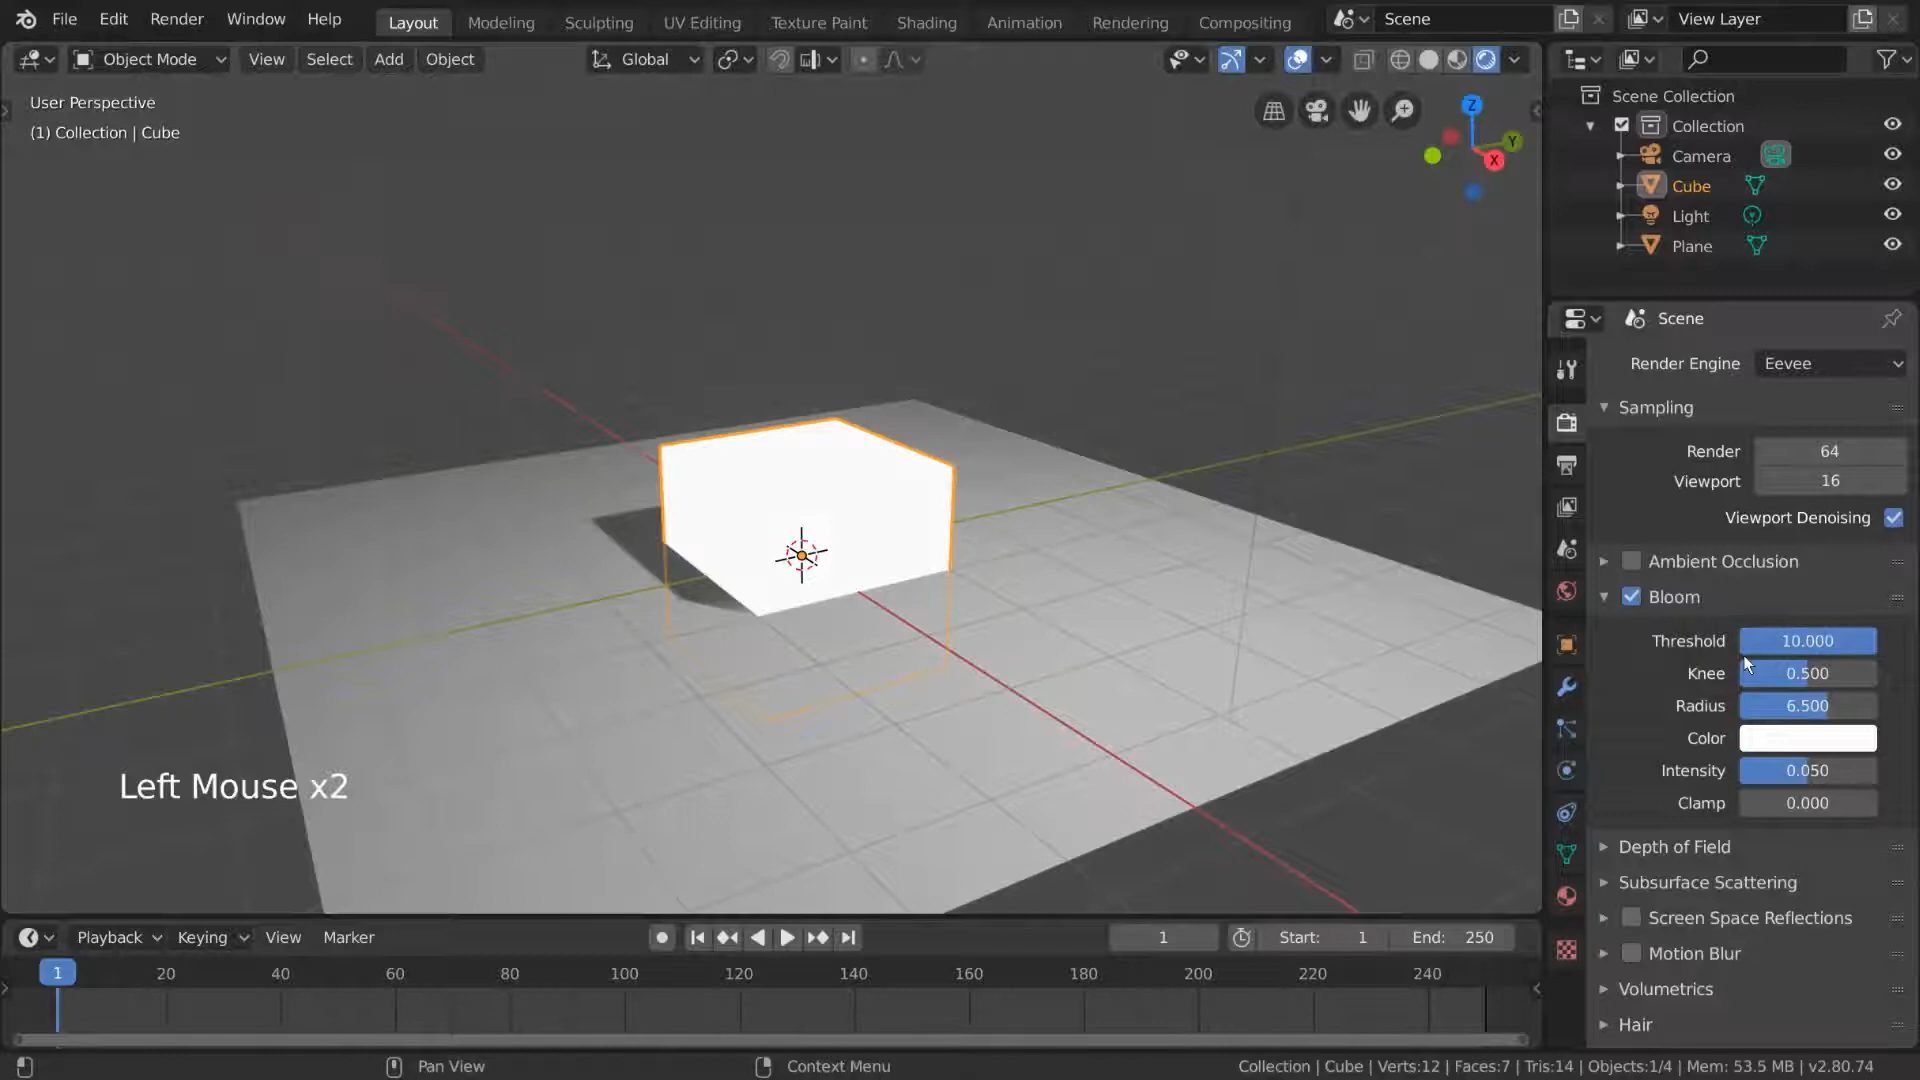 File Edit Render Window Help Layout Modeling Sculpting UV Editing Texture Paint Shading Animation Rendering Compositing Scene View Layer
Object Mode View Select Add Object Global
User Perspective
(1) Collection | Cube
Z
Y
X
Scene Collection
Collection
Camera
Cube
Light
Plane
Scene
Render Engine Eevee
Sampling
Render 64
Viewport 16
Viewport Denoising
Ambient Occlusion
Bloom
Threshold 10.000
Knee 0.500
Radius 6.500
Color
Intensity 0.050
Clamp 0.000
Depth of Field
Subsurface Scattering
Screen Space Reflections
Motion Blur
Volumetrics
Hair
Left Mouse x2
Playback Keying View Marker 1 Start: 1 End: 250
1 20 40 60 80 100 120 140 160 180 200 220 240
Pan View Context Menu Collection | Cube | Verts:12 | Faces:7 | Tris:14 | Objects:1/4 | Mem: 53.5 MB | v2.80.74